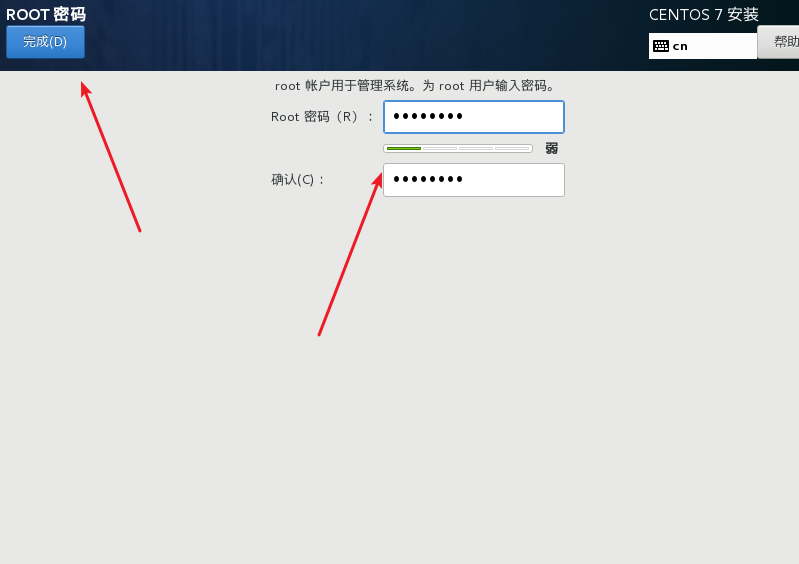 ROOT 密码
CENTOS 7 安装
完成(D)
cn
帮助
root 帐户用于管理系统。为 root 用户输入密码。
Root 密码（R）：
••••••••
弱
确认(C)：
••••••••